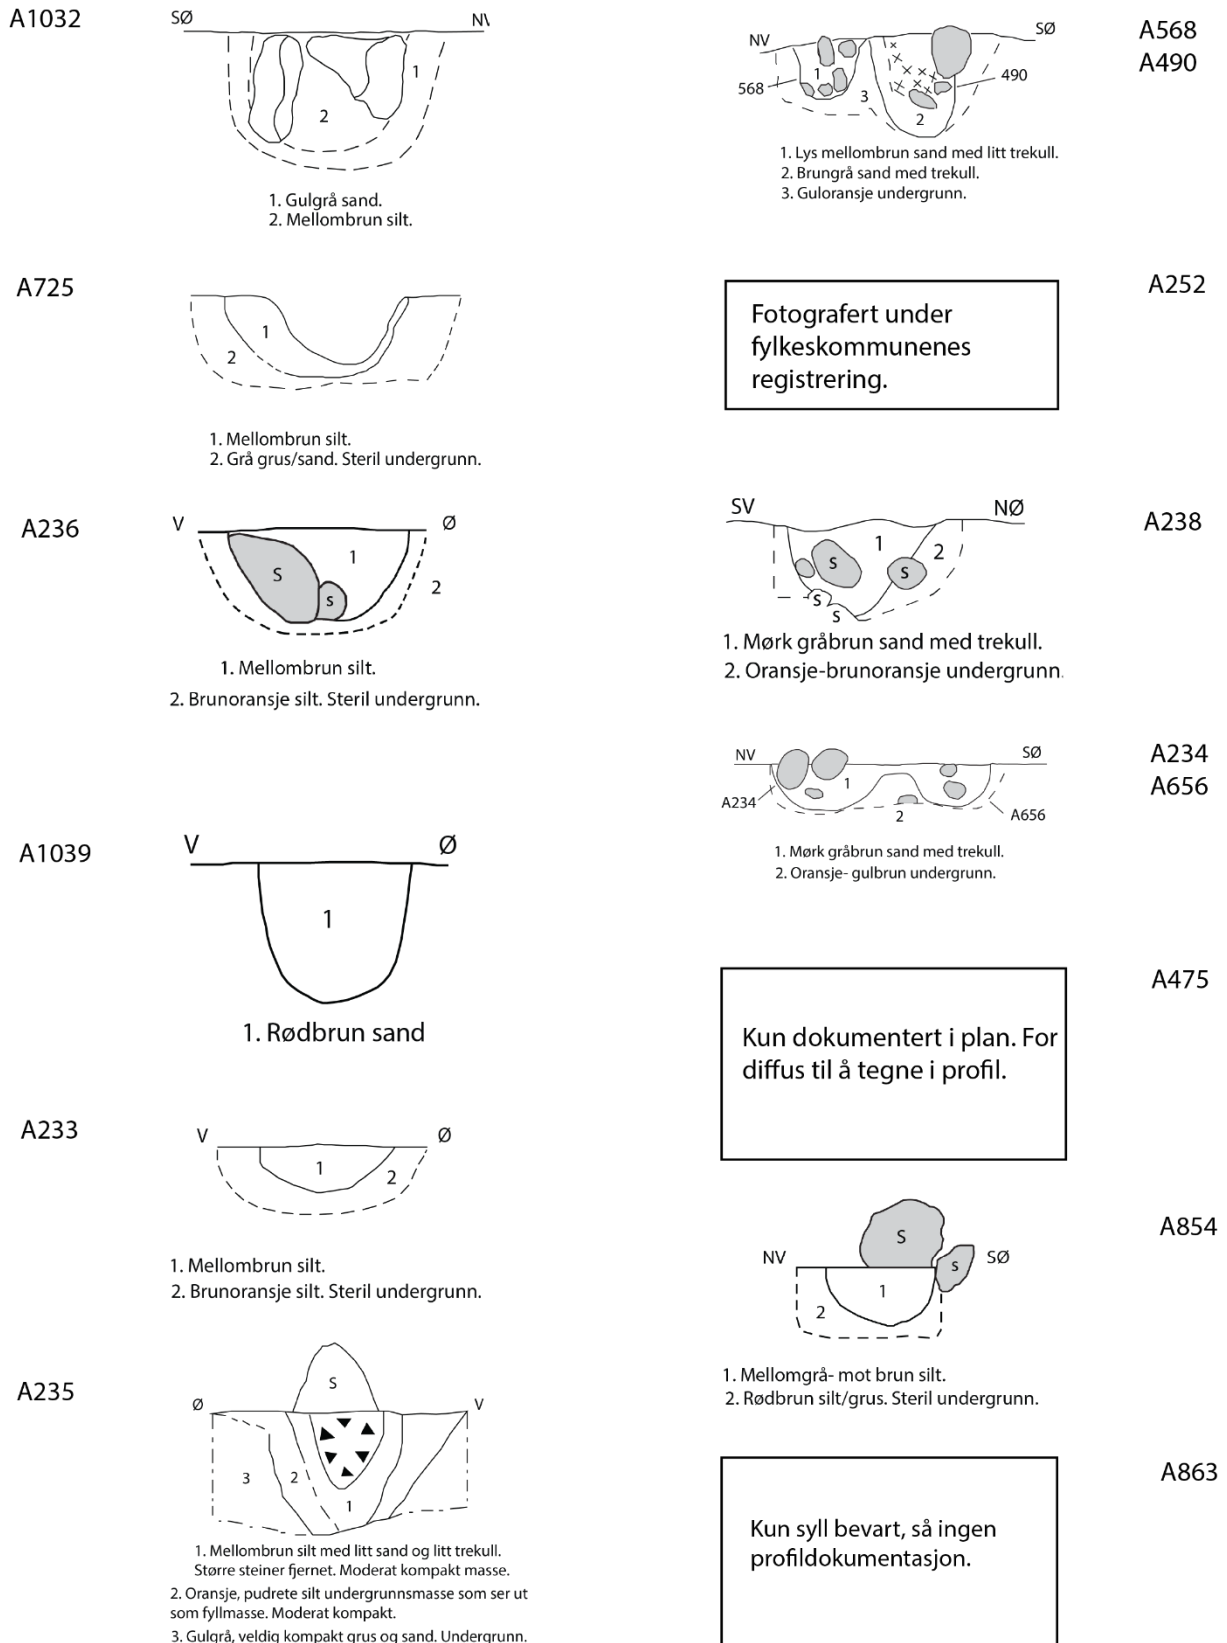 A1032
SØ
NV
1
2
1. Gulgrå sand.
2. Mellombrun silt.
A725
1
2
1. Mellombrun silt.
2. Grå grus/sand. Steril undergrunn.
A236
V
Ø
S
s
1
2
1. Mellombrun silt.
2. Brunoransje silt. Steril undergrunn.
A1039
V
Ø
1
1. Rødbrun sand
A233
V
Ø
1
2
1. Mellombrun silt.
2. Brunoransje silt. Steril undergrunn.
A235
S
Ø
V
3
2
1
1. Mellombrun silt med litt sand og litt trekull.
Større steiner fjernet. Moderat kompakt masse.
2. Oransje, pudrete silt undergrunnsmasse som ser ut
som fyllmasse. Moderat kompakt.
3. Gulgrå, veldig kompakt grus og sand. Undergrunn.
A568
A490
NV
SØ
568
1
3
2
490
1. Lys mellombrun sand med litt trekull.
2. Brungrå sand med trekull.
3. Guloransje undergrunn.
A252
Fotografert under
fylkeskommunenes
registrering.
A238
SV
NØ
1
2
s
s
s
s
1. Mørk gråbrun sand med trekull.
2. Oransje-brunoransje undergrunn.
A234
A656
NV
SØ
1
A234
2
A656
1. Mørk gråbrun sand med trekull.
2. Oransje- gulbrun undergrunn.
A475
Kun dokumentert i plan. For
diffus til å tegne i profil.
A854
S
NV
s
SØ
1
2
1. Mellomgrå- mot brun silt.
2. Rødbrun silt/grus. Steril undergrunn.
A863
Kun syll bevart, så ingen
profildokumentasjon.